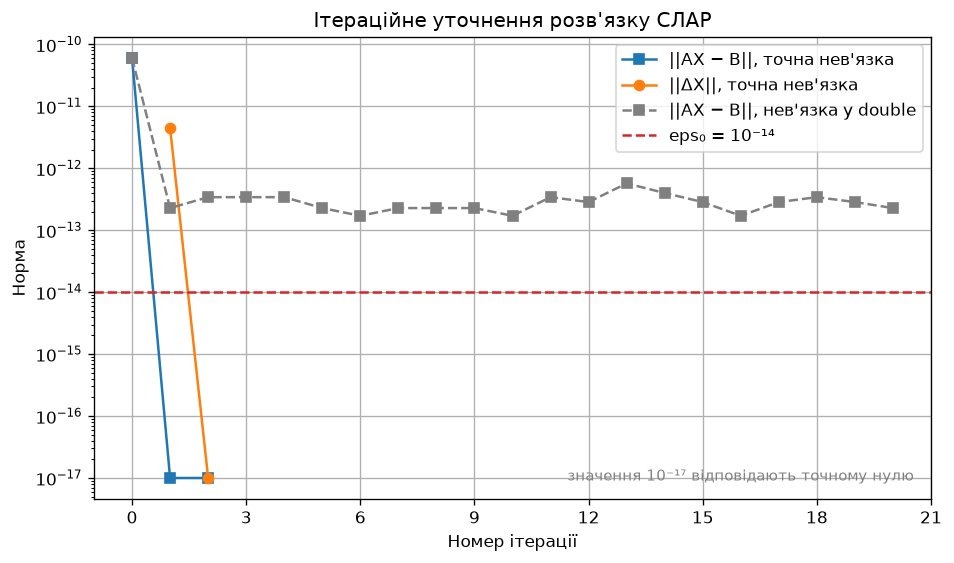 Ітераційне уточнення розв'язку СЛАР
||AX − B||, точна нев'язка
||ΔX||, точна нев'язка
||AX − B||, нев'язка у double
eps₀ = 10⁻¹⁴
Норма
10⁻¹⁰
10⁻¹¹
10⁻¹²
10⁻¹³
10⁻¹⁴
10⁻¹⁵
10⁻¹⁶
10⁻¹⁷
значення 10⁻¹⁷ відповідають точному нулю
0 3 6 9 12 15 18 21
Номер ітерації